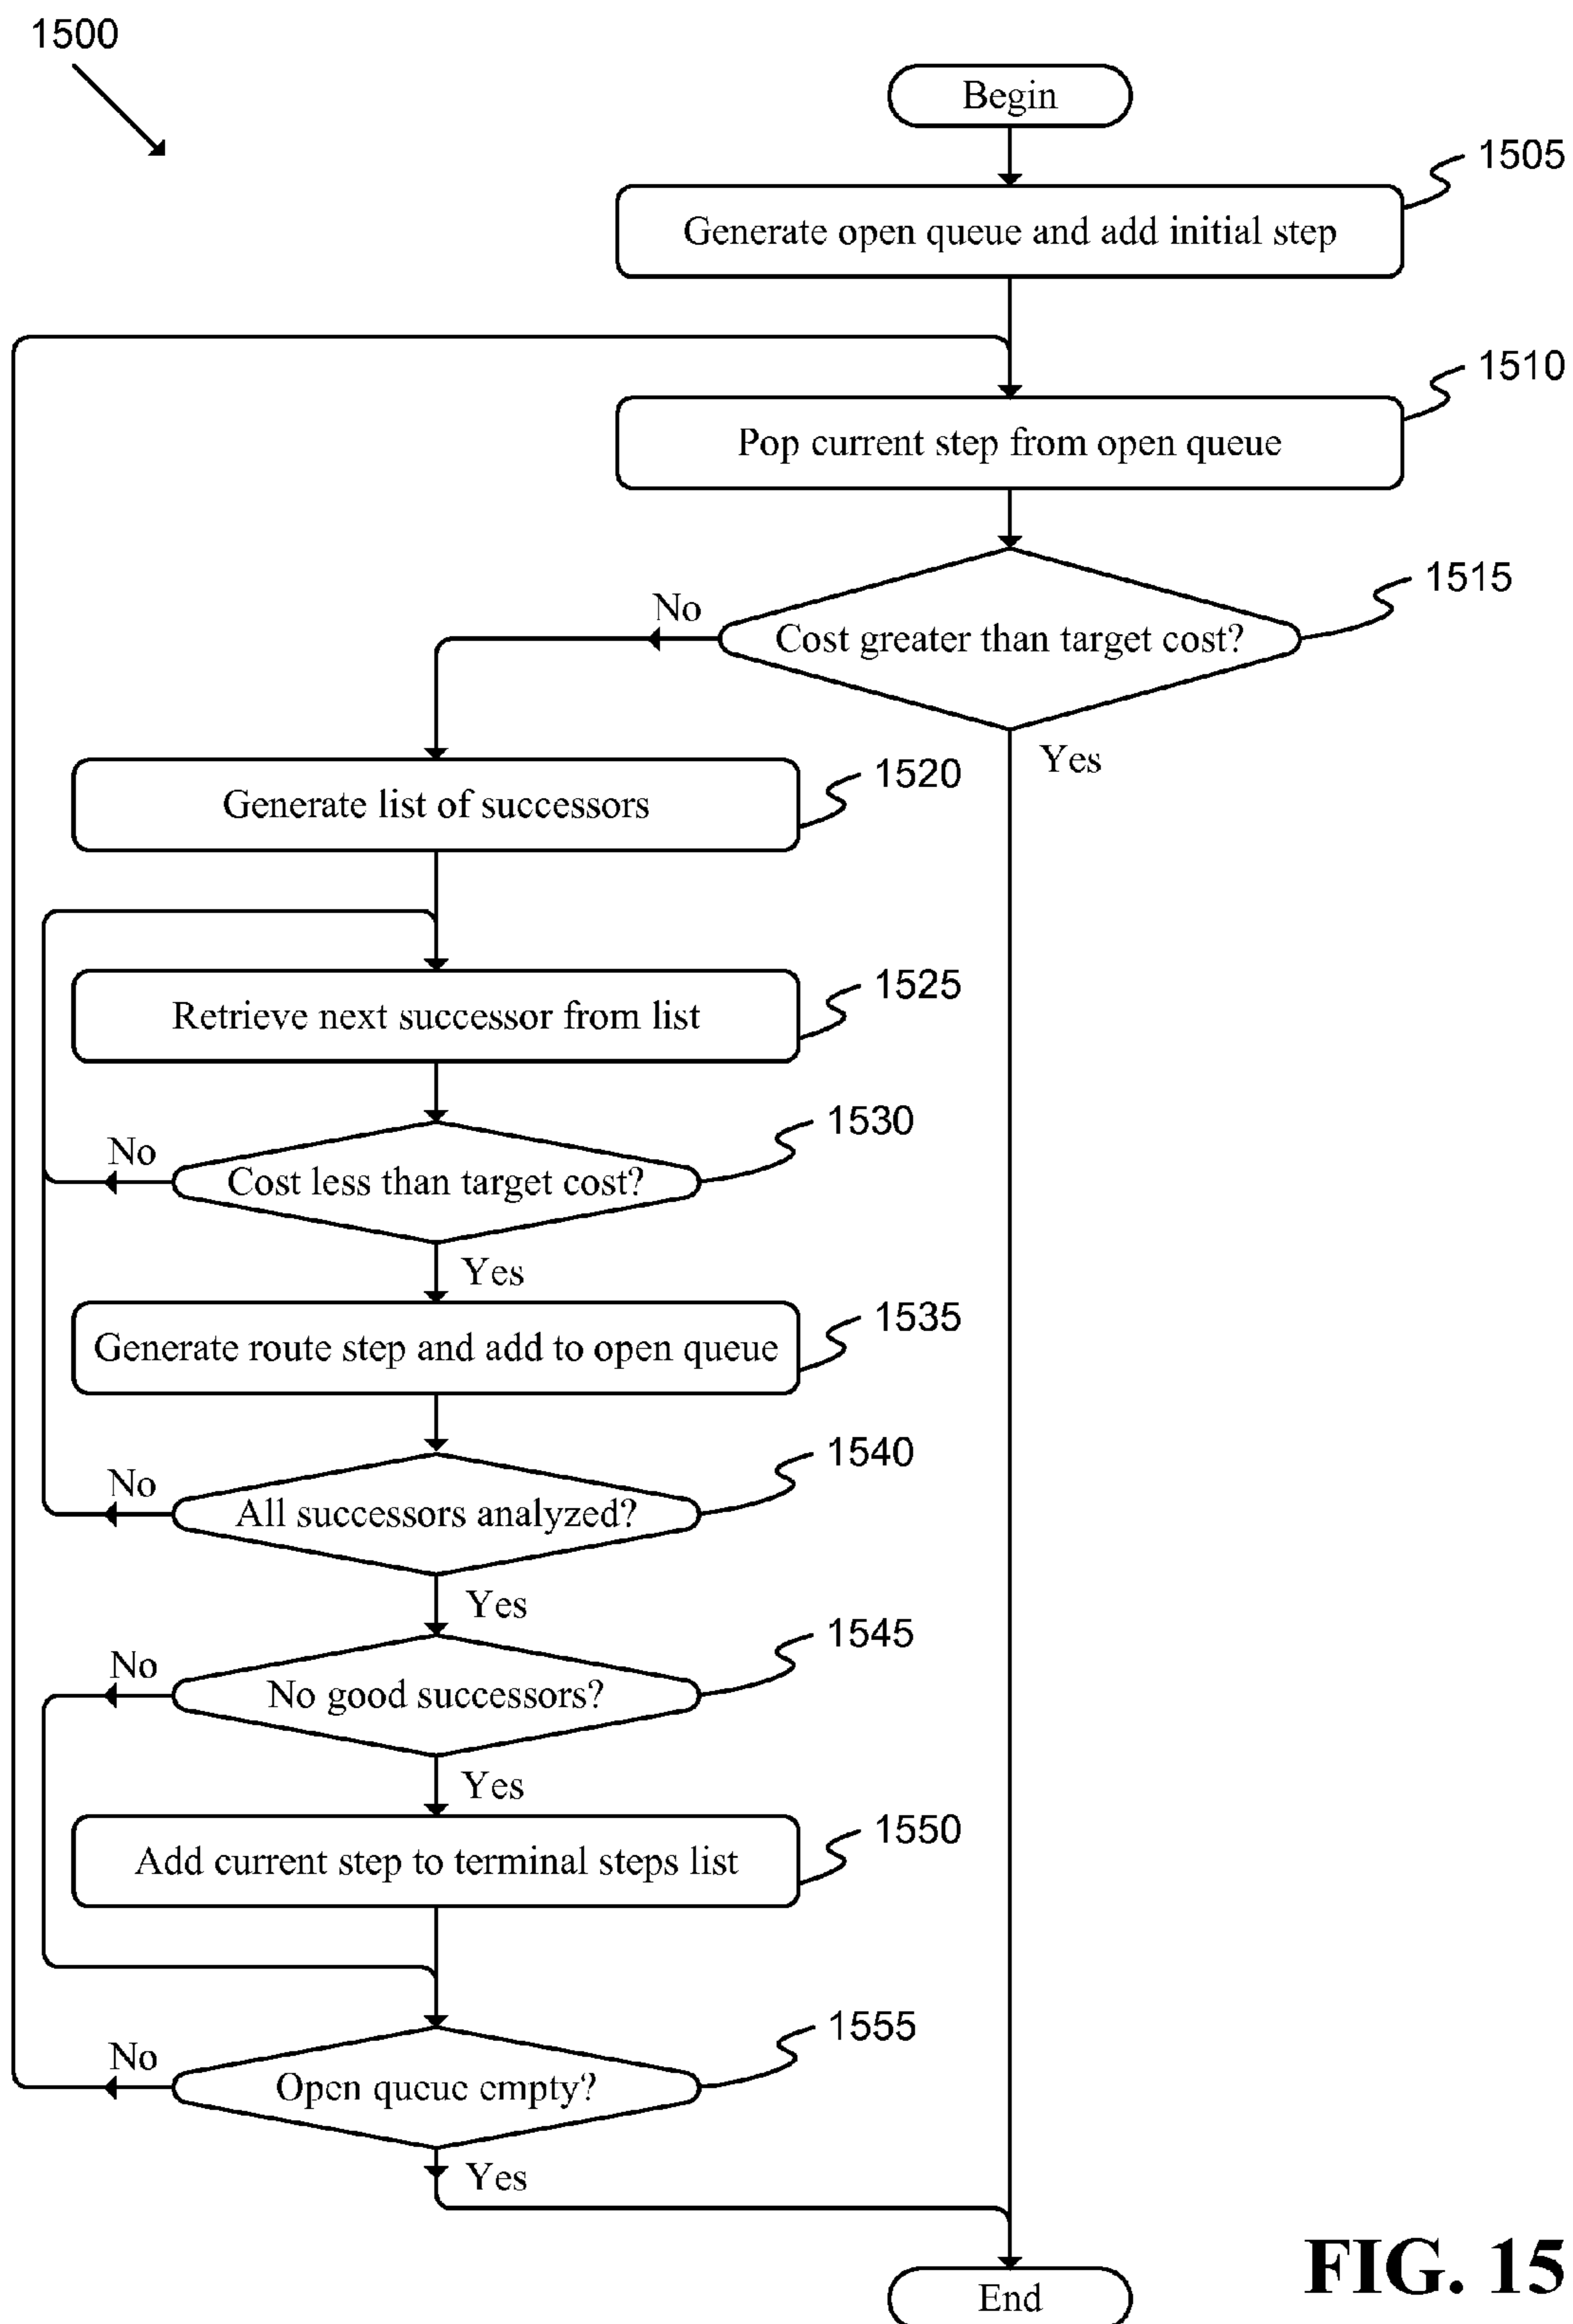 1500
Begin
1505
Generate open queue and add initial step
1510
Pop current step from open queue
1515
No
Cost greater than target cost?
Yes
1520
Generate list of successors
1525
Retrieve next successor from list
1530
No
Cost less than target cost?
Yes
1535
Generate route step and add to open queue
1540
No
All successors analyzed?
Yes
1545
No
No good successors?
Yes
1550
Add current step to terminal steps list
1555
No
Open queue empty?
Yes
End
FIG. 15